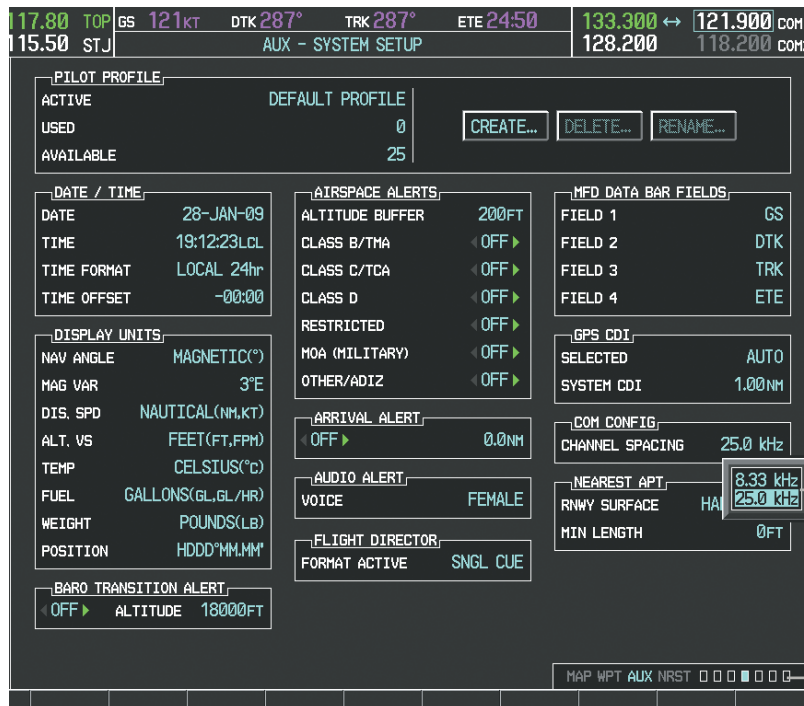 117.80 TOP GS 121KT DTK 287° TRK 287° ETE 24:50 133.300 ↔ 121.900 COM
115.50 STJ AUX - SYSTEM SETUP 128.200 118.200 COM
PILOT PROFILE
ACTIVE DEFAULT PROFILE
USED 0
AVAILABLE 25
CREATE... DELETE... RENAME...
DATE / TIME
DATE 28-JAN-09
TIME 19:12:23LCL
TIME FORMAT LOCAL 24hr
TIME OFFSET -00:00
DISPLAY UNITS
NAV ANGLE MAGNETIC(°)
MAG VAR 3°E
DIS, SPD NAUTICAL(NM,KT)
ALT, VS FEET(FT,FPM)
TEMP CELSIUS(°C)
FUEL GALLONS(GL,GL/HR)
WEIGHT POUNDS(LB)
POSITION HDDD°MM.MM'
BARO TRANSITION ALERT
OFF ALTITUDE 18000FT
AIRSPACE ALERTS
ALTITUDE BUFFER 200FT
CLASS B/TMA OFF
CLASS C/TCA OFF
CLASS D OFF
RESTRICTED OFF
MOA (MILITARY) OFF
OTHER/ADIZ OFF
ARRIVAL ALERT
OFF 0.0NM
AUDIO ALERT
VOICE FEMALE
FLIGHT DIRECTOR
FORMAT ACTIVE SNGL CUE
MFD DATA BAR FIELDS
FIELD 1 GS
FIELD 2 DTK
FIELD 3 TRK
FIELD 4 ETE
GPS CDI
SELECTED AUTO
SYSTEM CDI 1.00NM
COM CONFIG
CHANNEL SPACING 25.0 kHz
8.33 kHz
25.0 kHz
NEAREST APT
RNWY SURFACE HA
MIN LENGTH 0FT
MAP WPT AUX NRST